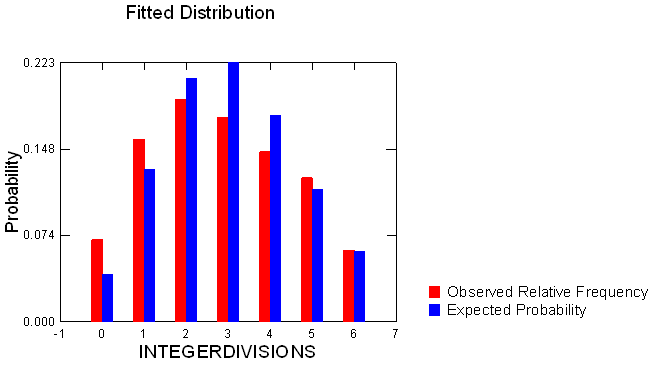 Fitted Distribution
0.223
0.148
0.074
0.000
Probability
-1 0 1 2 3 4 5 6 7
INTEGERDIVISIONS
Observed Relative Frequency
Expected Probability